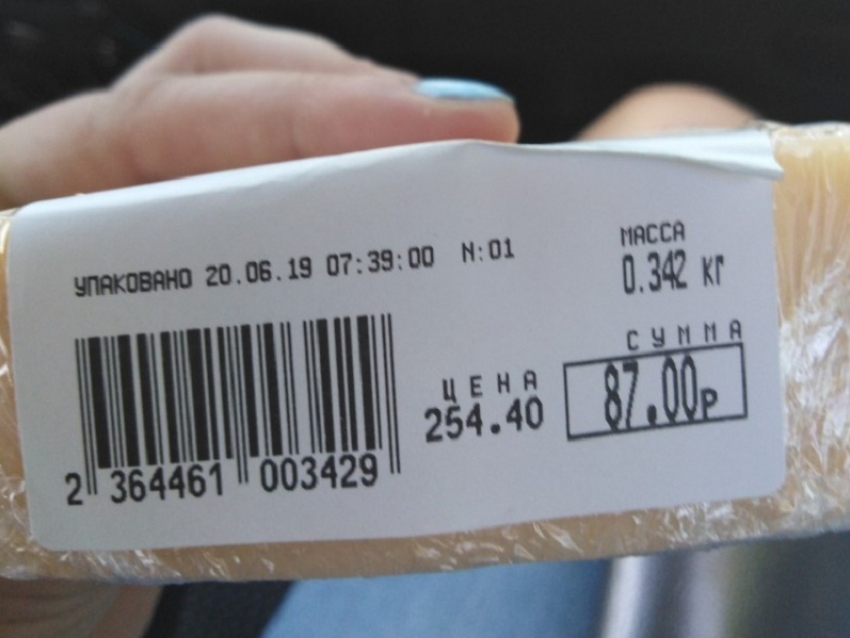 УПАКОВАНО 20.06.19 07:39:00 N:01
МАССА
0.342 кг
СУММА
87.00р
ЦЕНА
254.40
2 364461 003429